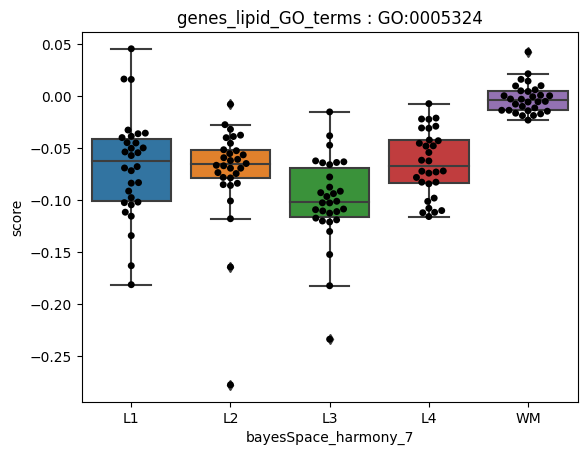 genes_lipid_GO_terms : GO:0005324
0.05
0.00
−0.05
−0.10
−0.15
−0.20
−0.25
score
L1 L2 L3 L4 WM
bayesSpace_harmony_7